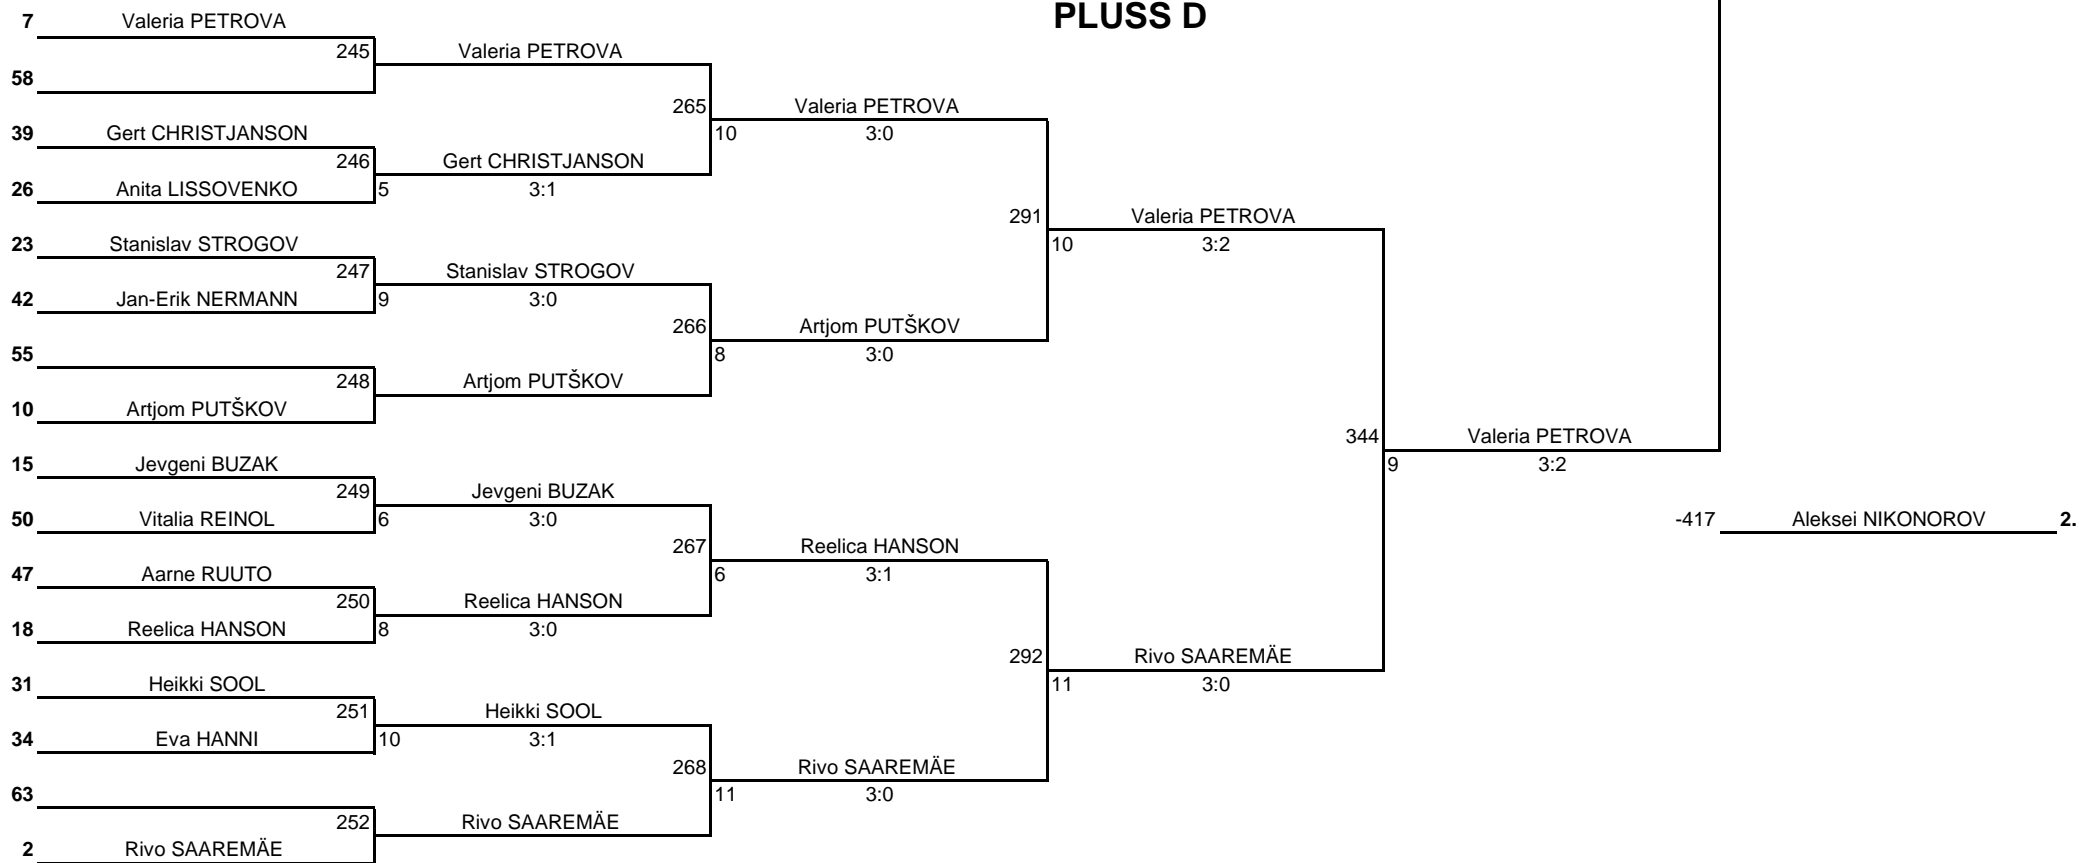 PLUSS D
7 Valeria PETROVA
245 Valeria PETROVA
58
265 Valeria PETROVA
39 Gert CHRISTJANSON
10 3:0
246 Gert CHRISTJANSON
26 Anita LISSOVENKO 5 3:1
291 Valeria PETROVA
23 Stanislav STROGOV
10 3:2
247 Stanislav STROGOV
42 Jan-Erik NERMANN 9 3:0
266 Artjom PUTŠKOV
55
8 3:0
248 Artjom PUTŠKOV
10 Artjom PUTŠKOV
344 Valeria PETROVA
15 Jevgeni BUZAK
9 3:2
249 Jevgeni BUZAK
50 Vitalia REINOL 6 3:0
-417 Aleksei NIKONOROV 2.
267 Reelica HANSON
47 Aarne RUUTO
6 3:1
250 Reelica HANSON
18 Reelica HANSON 8 3:0
292 Rivo SAAREMÄE
31 Heikki SOOL
11 3:0
251 Heikki SOOL
34 Eva HANNI 10 3:1
268 Rivo SAAREMÄE
63
11 3:0
252 Rivo SAAREMÄE
2 Rivo SAAREMÄE